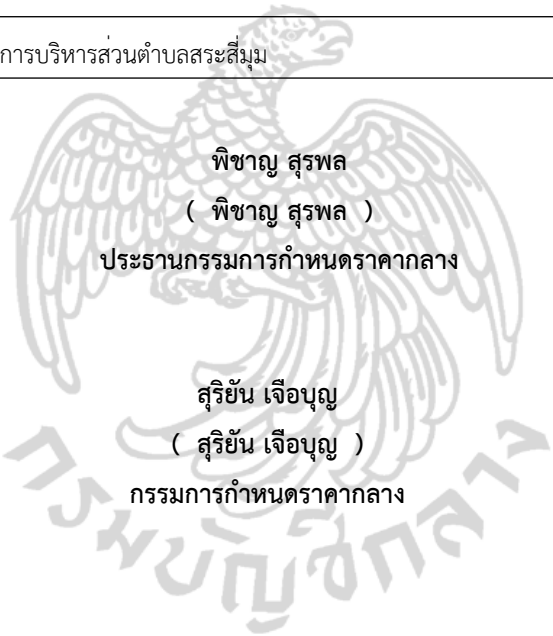 การบริหารส่วนตำบลสระสี่มุม
พิชาญ สุรพล
( พิชาญ สุรพล )
ประธานกรรมการกำหนดราคากลาง
สุริยัน เจือบุญ
( สุริยัน เจือบุญ )
กรรมการกำหนดราคากลาง
กรมบัญชีกลาง